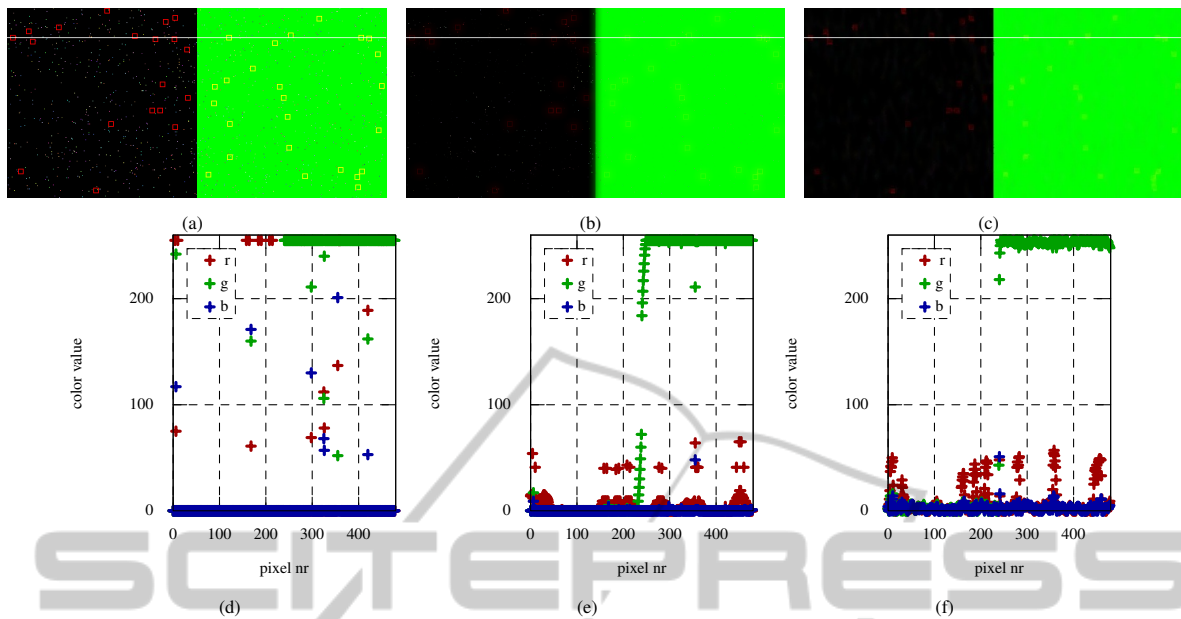 (a)
(b)
(c)
r
g
b
200
100
0
0 100 200 300 400
color value
pixel nr
(d)
r
g
b
200
100
0
0 100 200 300 400
color value
pixel nr
(e)
r
g
b
200
100
0
0 100 200 300 400
color value
pixel nr
(f)
SCITEPRESS